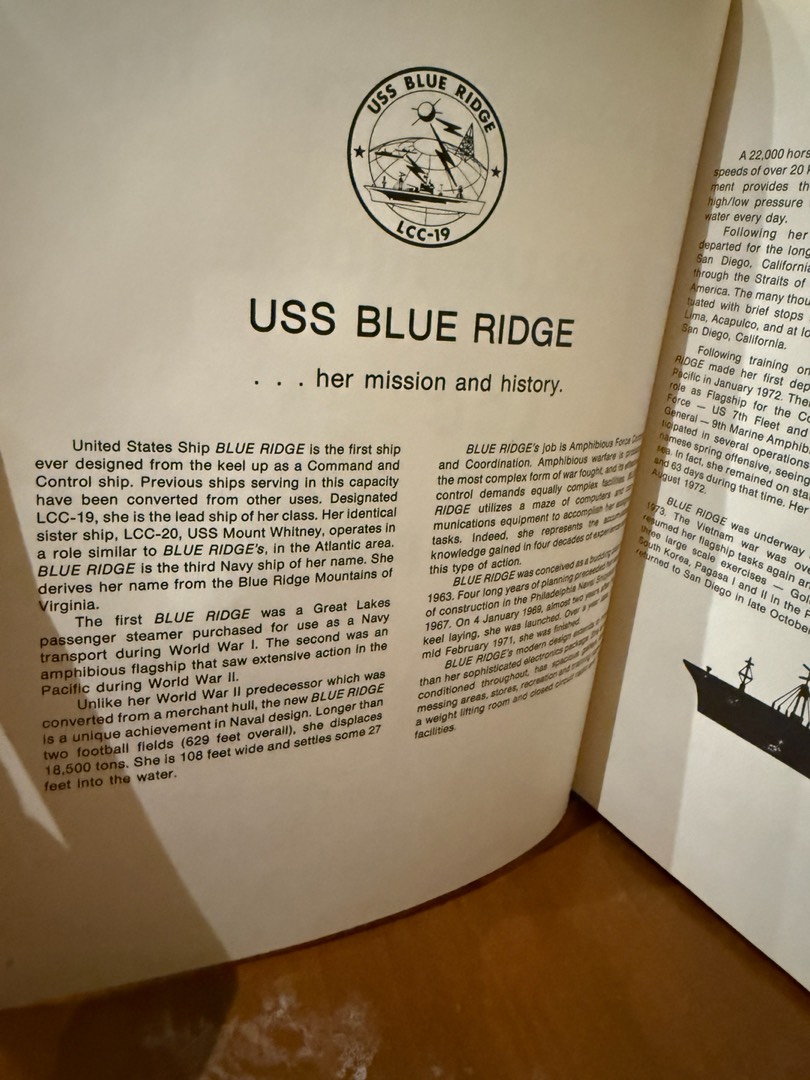 USS BLUE RIDGE
LCC-19
USS BLUE RIDGE
. . . her mission and history.
United States Ship BLUE RIDGE is the first ship
ever designed from the keel up as a Command and
Control ship. Previous ships serving in this capacity
have been converted from other uses. Designated
LCC-19, she is the lead ship of her class. Her identical
sister ship, LCC-20, USS Mount Whitney, operates in
a role similar to BLUE RIDGE's, in the Atlantic area.
BLUE RIDGE is the third Navy ship of her name. She
derives her name from the Blue Ridge Mountains of
Virginia.
The first BLUE RIDGE was a Great Lakes
passenger steamer purchased for use as a Navy
transport during World War I. The second was an
amphibious flagship that saw extensive action in the
Pacific during World War II.
Unlike her World War II predecessor which was
converted from a merchant hull, the new BLUE RIDGE
is a unique achievement in Naval design. Longer than
two football fields (629 feet overall), she displaces
18,500 tons. She is 108 feet wide and settles some 27
feet into the water.
BLUE RIDGE's job is Amphibious Force
and Coordination. Amphibious warfare is
the most complex form of war fought, and its
control demands equally complex facilities.
RIDGE utilizes a maze of computers and
munications equipment to accomplish her
tasks. Indeed, she represents the
knowledge gained in four decades of
this type of action.
BLUE RIDGE was conceived as a
1963. Four long years of planning preceded
of construction in the Philadelphia Naval
1967. On 4 January 1969, almost two years
keel laying, she was launched. Over a year
mid February 1971, she was finished.
BLUE RIDGE's modern design
than her sophisticated electronics package.
conditioned throughout, has spacious
messing areas, stores, recreation and training
a weight lifting room and closed circuit
facilities.
A 22,000
speeds of over 20
ment provides
high/low pressure
water every day.
Following her
departed for the long
San Diego, California
through the Straits of
America. The many
tuated with brief stops
Lima, Acapulco, and at
San Diego, California.
Following training
RIDGE made her first
Pacific in January 1972.
role as Flagship for the
Force — US 7th Fleet and
General — 9th Marine
ticipated in several operations
namese spring offensive, seeing
sea. In fact, she remained on
and 63 days during that time. Her
August 1972.
BLUE RIDGE was underway
1973. The Vietnam war was
resumed her flagship tasks again
three large scale exercises —
South Korea, Pagasa I and II in the
returned to San Diego in late October